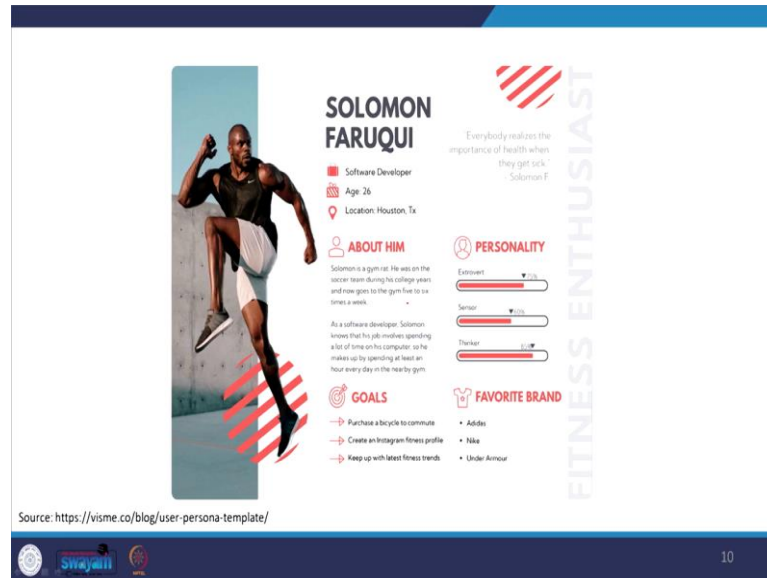 SOLOMON
FARUQUI
Software Developer
Age: 26
Location: Houston, Tx
"Everybody realizes the
importance of health when
they get sick."
- Solomon F.
ABOUT HIM
Solomon is a gym rat. He was on the
soccer team during his college years
and now goes to the gym five to six
times a week.
As a software developer, Solomon
knows that his job involves spending
a lot of time on his computer, so he
makes up by spending at least an
hour every day in the nearby gym
PERSONALITY
Extrovert
75%
Sensor
60%
Thinker
GOALS
Purchase a bicycle to commute
Create an Instagram fitness profile
Keep up with latest fitness trends
FAVORITE BRAND
• Adidas
• Nike
• Under Armour
FITNESS ENTHUSIAST
Source: https://visme.co/blog/user-persona-template/
swayam
10